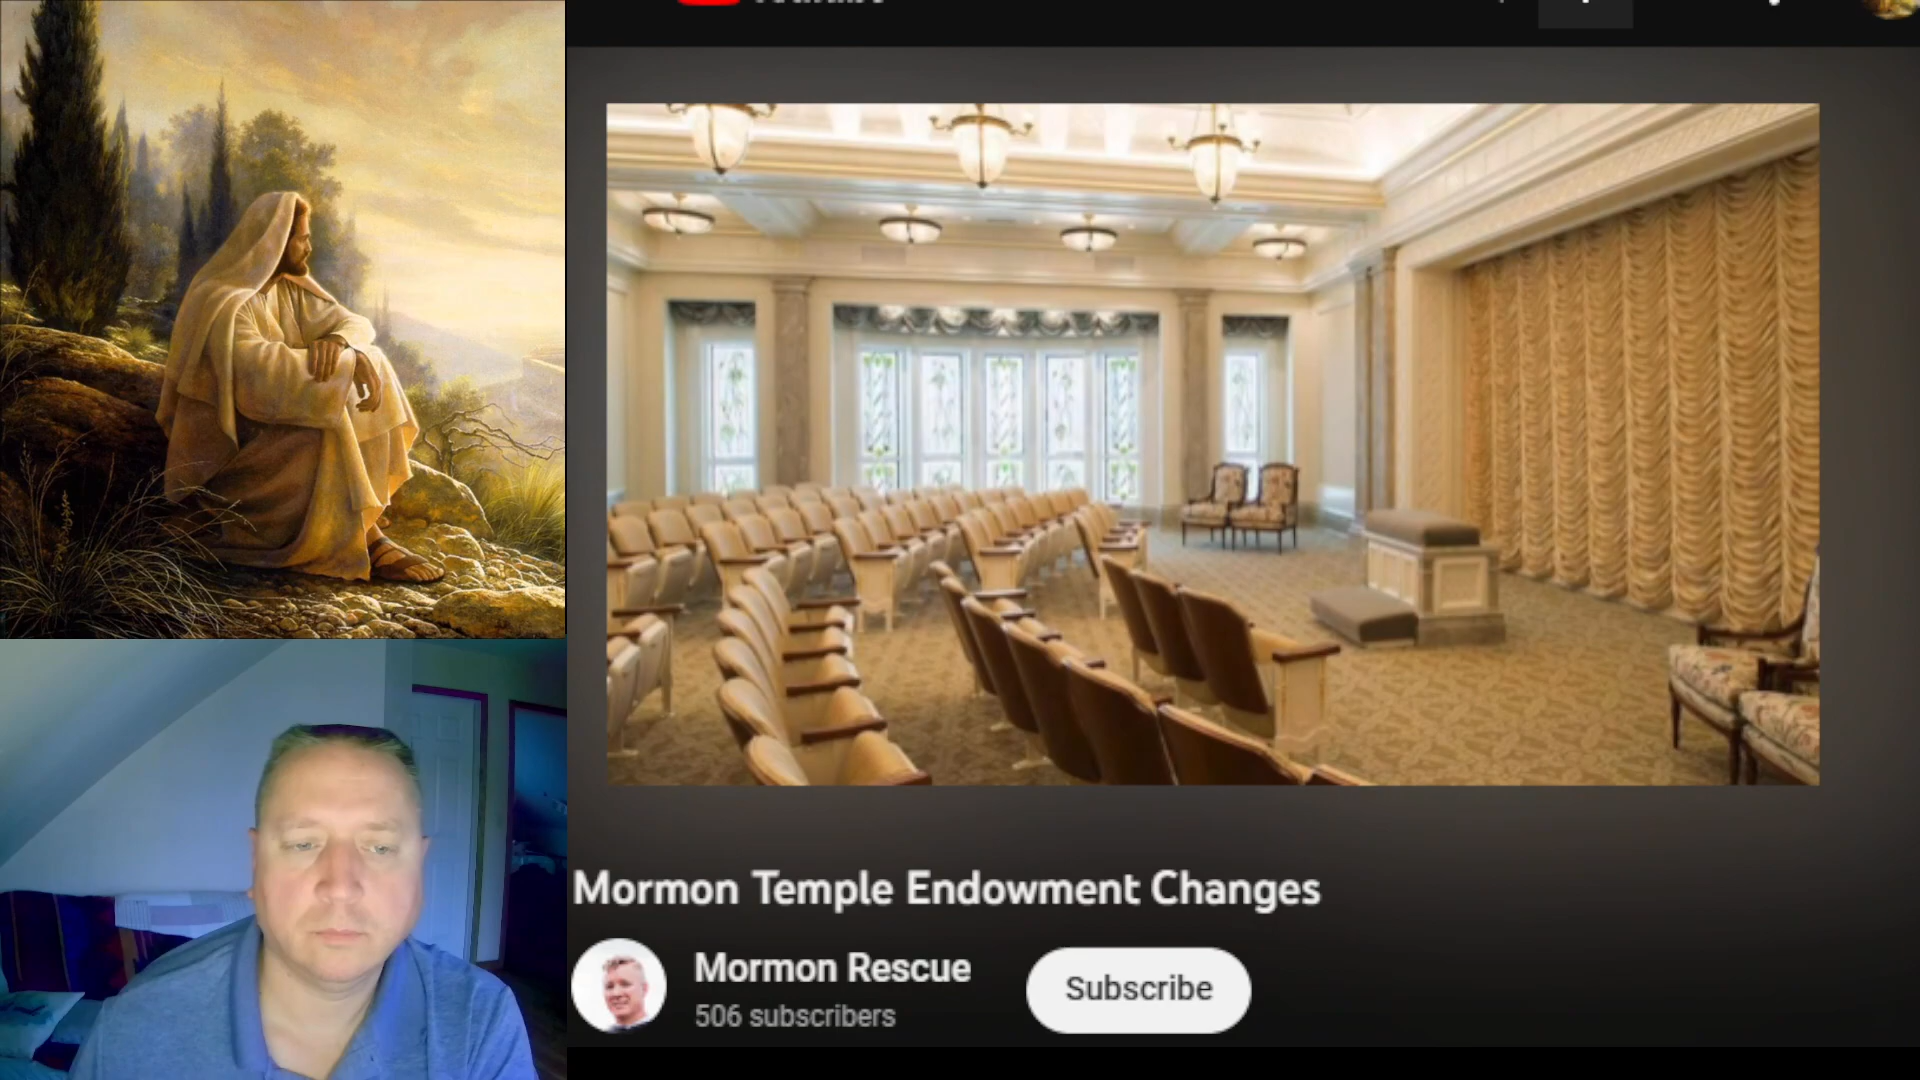 Mormon Temple Endowment Changes
Mormon Rescue
506 subscribers
Subscribe